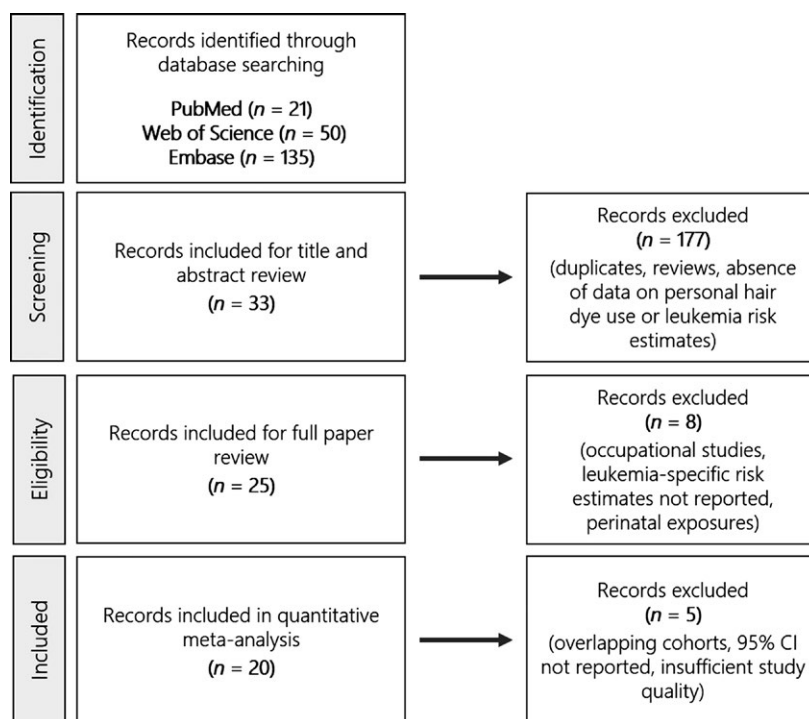 Identification
Records identified through
database searching
PubMed (n = 21)
Web of Science (n = 50)
Embase (n = 135)
Screening
Records included for title and
abstract review
(n = 33)
Records excluded
(n = 177)
(duplicates, reviews, absence
of data on personal hair
dye use or leukemia risk
estimates)
Eligibility
Records included for full paper
review
(n = 25)
Records excluded
(n = 8)
(occupational studies,
leukemia-specific risk
estimates not reported,
perinatal exposures)
Included
Records included in quantitative
meta-analysis
(n = 20)
Records excluded
(n = 5)
(overlapping cohorts, 95% CI
not reported, insufficient study
quality)